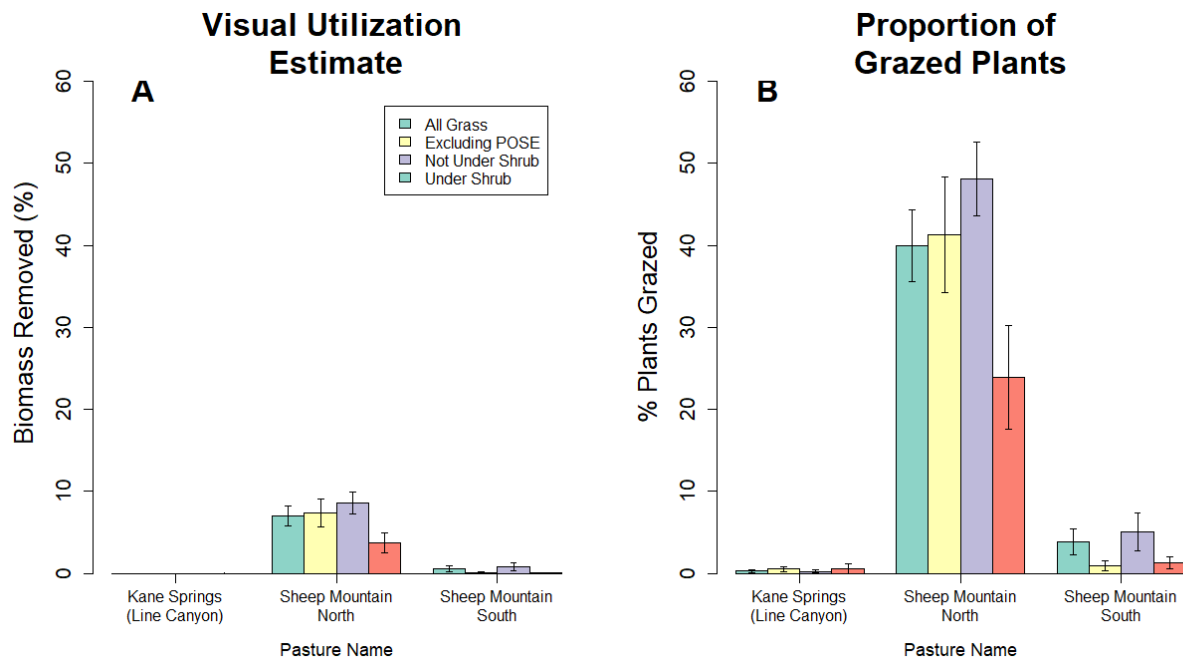 Visual Utilization
Estimate
A
All Grass
Excluding POSE
Not Under Shrub
Under Shrub
Biomass Removed (%)
60
50
40
30
20
10
0
Kane Springs
(Line Canyon)
Sheep Mountain
North
Sheep Mountain
South
Pasture Name
Proportion of
Grazed Plants
B
% Plants Grazed
60
50
40
30
20
10
0
Kane Springs
(Line Canyon)
Sheep Mountain
North
Sheep Mountain
South
Pasture Name